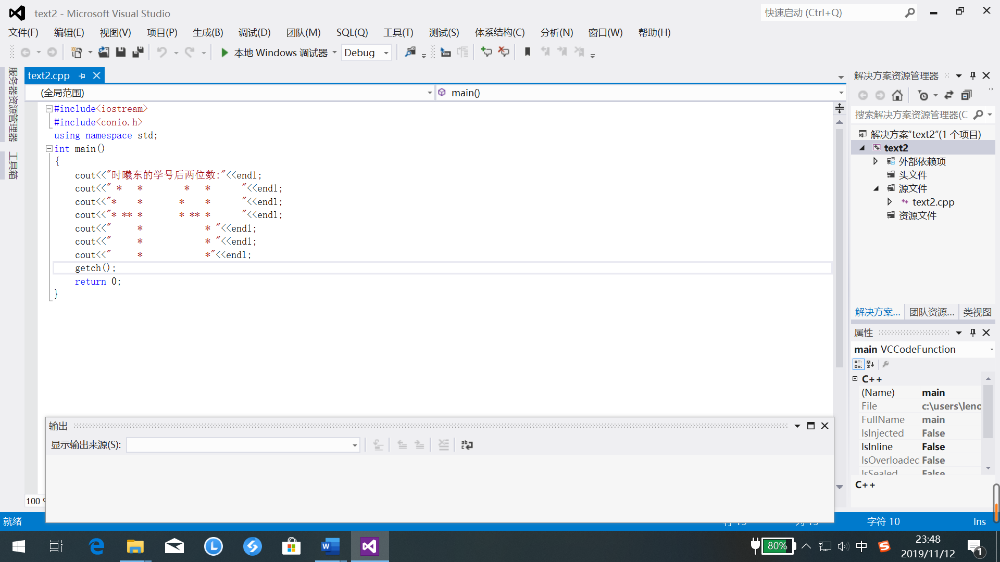 text2 - Microsoft Visual Studio
快速启动 (Ctrl+Q)
文件(F) 编辑(E) 视图(V) 项目(P) 生成(B) 调试(D) 团队(M) SQL(Q) 工具(T) 测试(S) 体系结构(C) 分析(N) 窗口(W) 帮助(H)
本地 Windows 调试器 Debug
服务器资源管理器
工具箱
text2.cpp
(全局范围) main()
#include<iostream>
#include<conio.h>
using namespace std;
int main()
{
    cout<<"时曦东的学号后两位数:"<<endl;
    cout<<" *   *        *   *      "<<endl;
    cout<<"*    *       *    *      "<<endl;
    cout<<"* ** *       * ** *      "<<endl;
    cout<<"     *            * "<<endl;
    cout<<"     *            * "<<endl;
    cout<<"     *            *"<<endl;
    getch();
    return 0;
}
100
输出
显示输出来源(S):
解决方案资源管理器
搜索解决方案资源管理器(C
解决方案"text2"(1 个项目)
text2
外部依赖项
头文件
源文件
text2.cpp
资源文件
解决方案... 团队资源... 类视图
属性
main VCCodeFunction
C++
(Name) main
File c:\users\leno
FullName main
IsInjected False
IsInline False
IsOverloaded False
IsSealed False
C++
就绪
字符 10 Ins
80% 中
23:48
2019/11/12
1